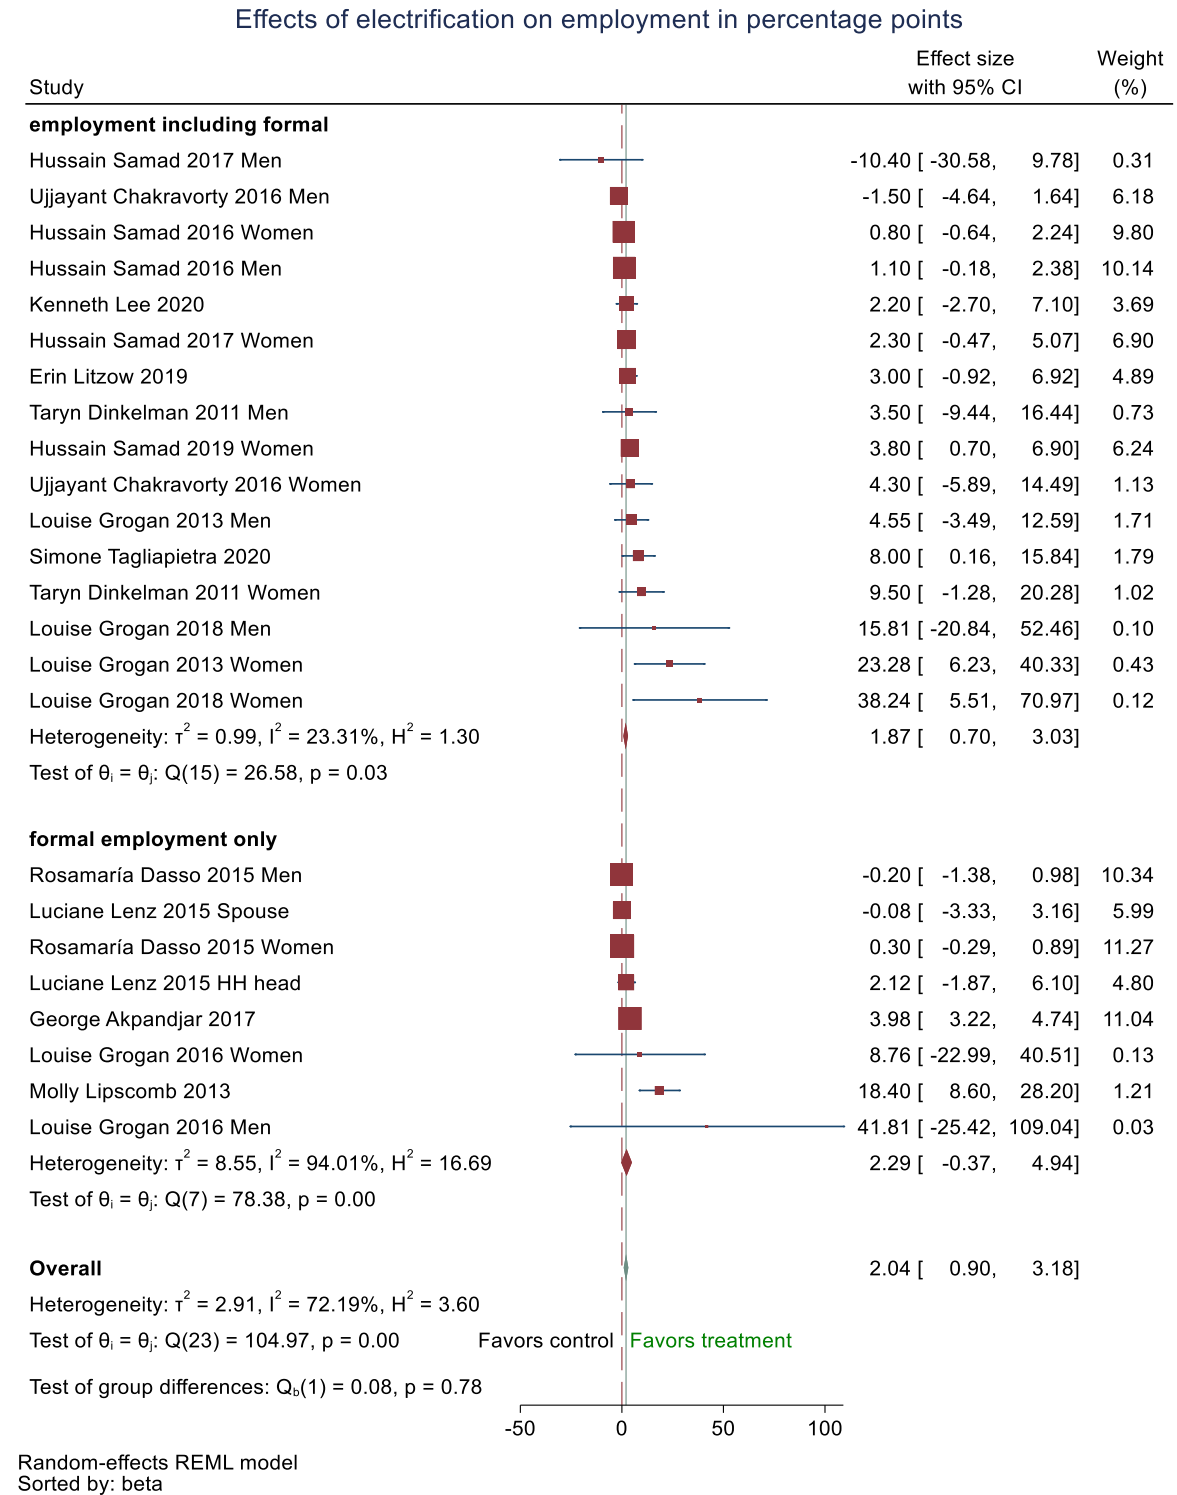 Effects of electrification on employment in percentage points
Effect size Weight
Study with 95% CI (%)
employment including formal
Hussain Samad 2017 Men -10.40 [ -30.58, 9.78] 0.31
Ujjayant Chakravorty 2016 Men -1.50 [ -4.64, 1.64] 6.18
Hussain Samad 2016 Women 0.80 [ -0.64, 2.24] 9.80
Hussain Samad 2016 Men 1.10 [ -0.18, 2.38] 10.14
Kenneth Lee 2020 2.20 [ -2.70, 7.10] 3.69
Hussain Samad 2017 Women 2.30 [ -0.47, 5.07] 6.90
Erin Litzow 2019 3.00 [ -0.92, 6.92] 4.89
Taryn Dinkelman 2011 Men 3.50 [ -9.44, 16.44] 0.73
Hussain Samad 2019 Women 3.80 [ 0.70, 6.90] 6.24
Ujjayant Chakravorty 2016 Women 4.30 [ -5.89, 14.49] 1.13
Louise Grogan 2013 Men 4.55 [ -3.49, 12.59] 1.71
Simone Tagliapietra 2020 8.00 [ 0.16, 15.84] 1.79
Taryn Dinkelman 2011 Women 9.50 [ -1.28, 20.28] 1.02
Louise Grogan 2018 Men 15.81 [ -20.84, 52.46] 0.10
Louise Grogan 2013 Women 23.28 [ 6.23, 40.33] 0.43
Louise Grogan 2018 Women 38.24 [ 5.51, 70.97] 0.12
Heterogeneity: τ² = 0.99, I² = 23.31%, H² = 1.30 1.87 [ 0.70, 3.03]
Test of θᵢ = θⱼ: Q(15) = 26.58, p = 0.03
formal employment only
Rosamaría Dasso 2015 Men -0.20 [ -1.38, 0.98] 10.34
Luciane Lenz 2015 Spouse -0.08 [ -3.33, 3.16] 5.99
Rosamaría Dasso 2015 Women 0.30 [ -0.29, 0.89] 11.27
Luciane Lenz 2015 HH head 2.12 [ -1.87, 6.10] 4.80
George Akpandjar 2017 3.98 [ 3.22, 4.74] 11.04
Louise Grogan 2016 Women 8.76 [ -22.99, 40.51] 0.13
Molly Lipscomb 2013 18.40 [ 8.60, 28.20] 1.21
Louise Grogan 2016 Men 41.81 [ -25.42, 109.04] 0.03
Heterogeneity: τ² = 8.55, I² = 94.01%, H² = 16.69 2.29 [ -0.37, 4.94]
Test of θᵢ = θⱼ: Q(7) = 78.38, p = 0.00
Overall 2.04 [ 0.90, 3.18]
Heterogeneity: τ² = 2.91, I² = 72.19%, H² = 3.60
Test of θᵢ = θⱼ: Q(23) = 104.97, p = 0.00 Favors control Favors treatment
Test of group differences: Q_b(1) = 0.08, p = 0.78
-50 0 50 100
Random-effects REML model
Sorted by: beta